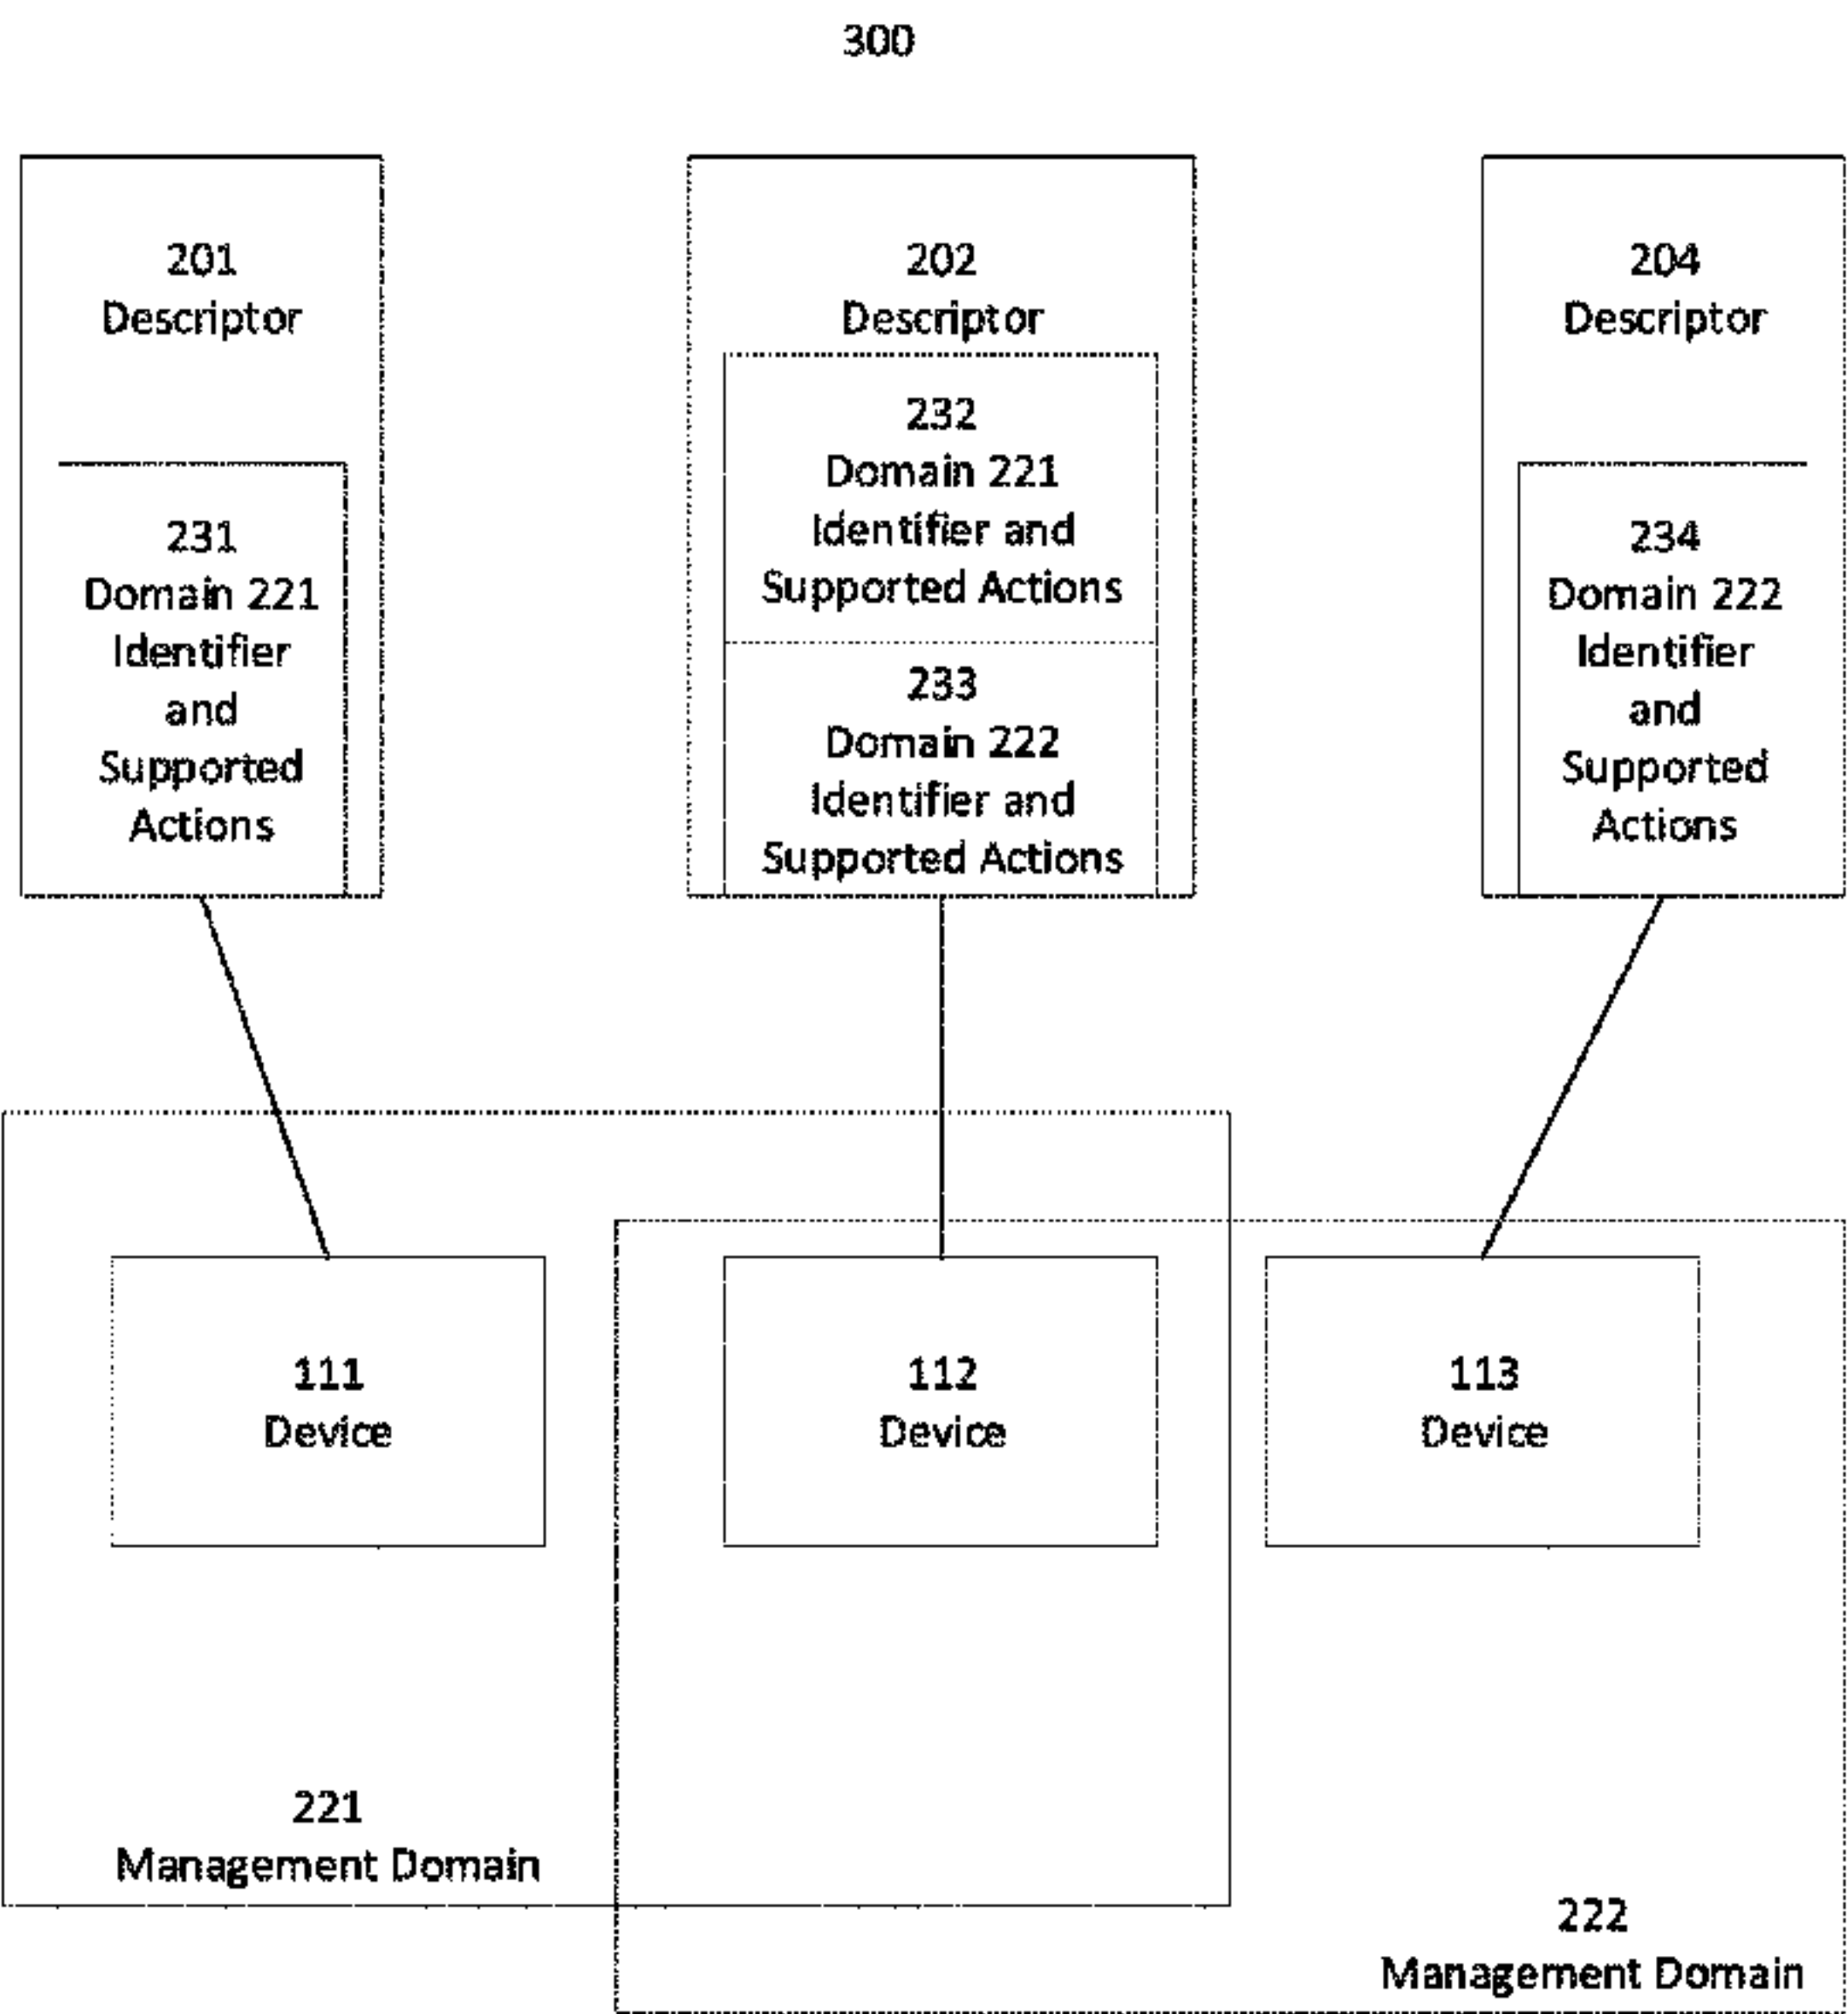 300
201
Descriptor
231
Domain 221
Identifier
and
Supported
Actions
202
Descriptor
232
Domain 221
Identifier and
Supported Actions
233
Domain 222
Identifier and
Supported Actions
204
Descriptor
234
Domain 222
Identifier
and
Supported
Actions
111
Device
112
Device
113
Device
221
Management Domain
222
Management Domain